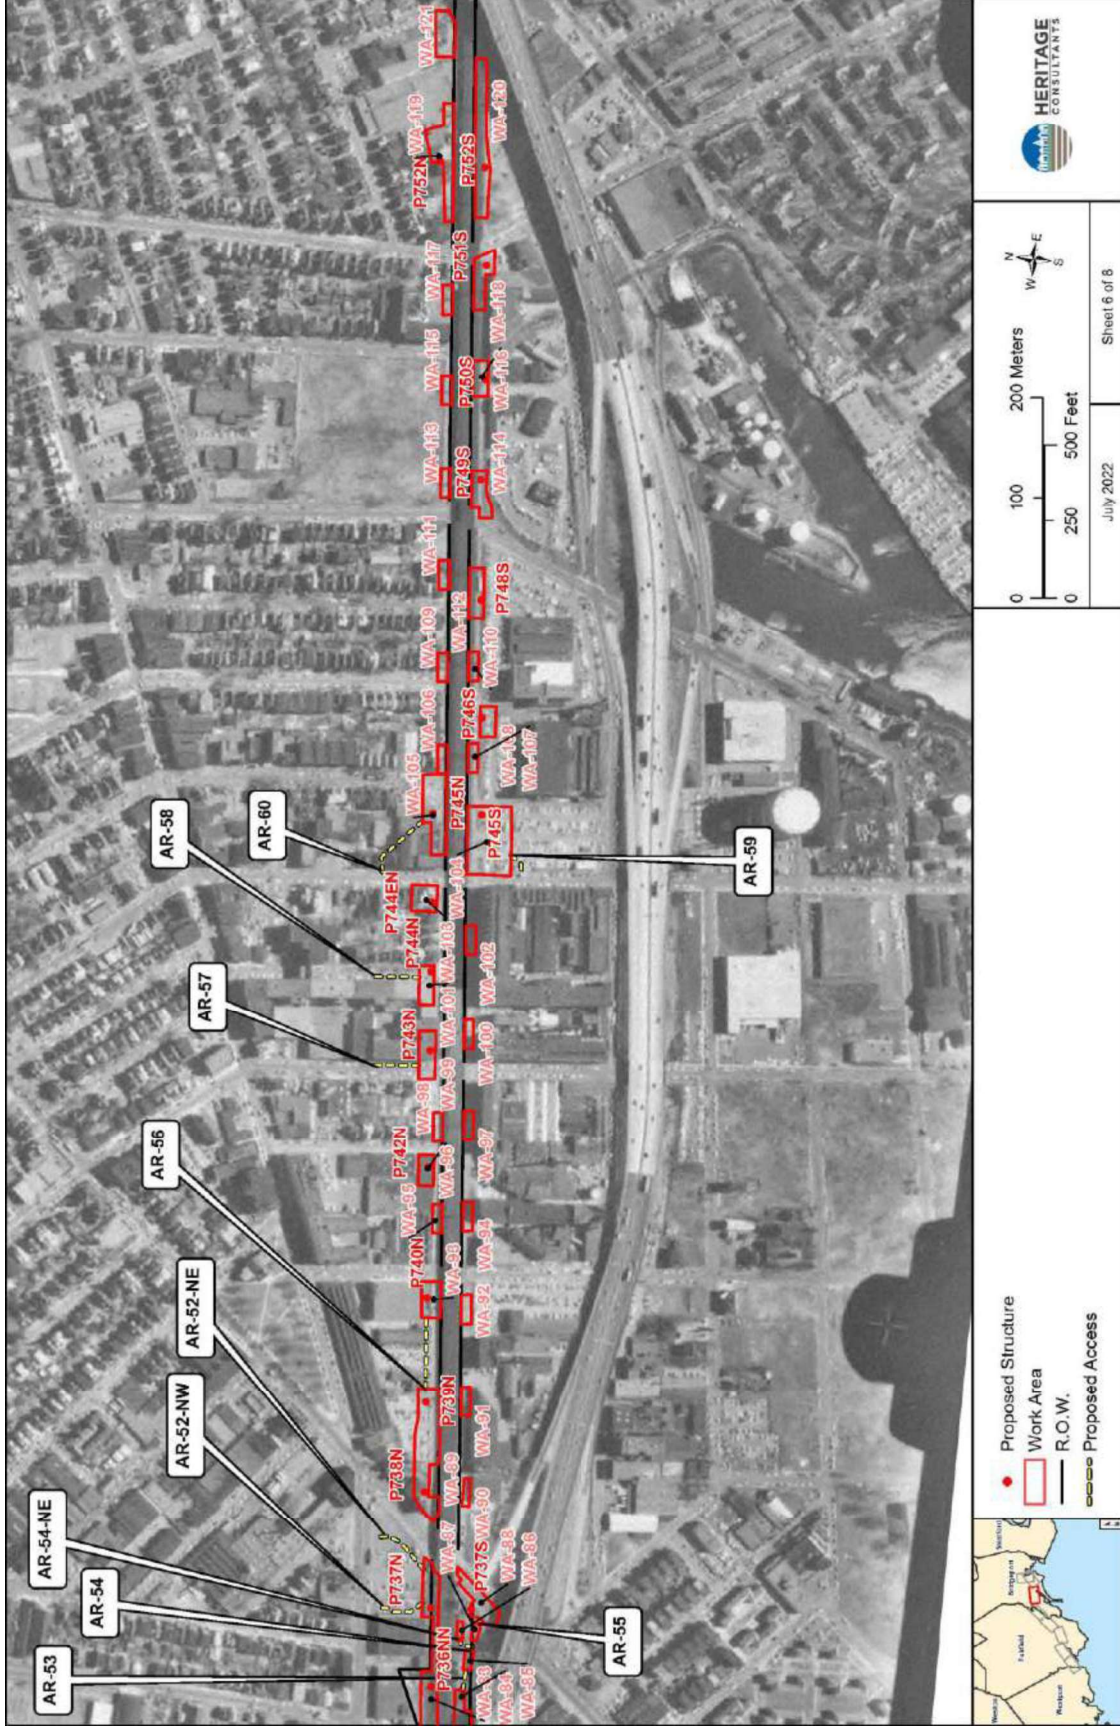 AR-53
AR-54
AR-54-NE
AR-52-NW
AR-52-NE
AR-56
AR-57
AR-58
AR-60
AR-55
AR-59
P736NN
P737N
P738N
P739N
P740N
P742N
P743N
P744N
P744EN
P745N
P752N
P737S
P745S
P746S
P748S
P749S
P750S
P751S
P752S
WA-83
WA-84
WA-85
WA-86
WA-88
WA-87
WA-89
WA-90
WA-91
WA-92
WA-93
WA-94
WA-95
WA-96
WA-97
WA-98
WA-99
WA-100
WA-101
WA-102
WA-103
WA-104
WA-105
WA-106
WA-107
WA-108
WA-109
WA-110
WA-111
WA-112
WA-113
WA-114
WA-115
WA-116
WA-117
WA-118
WA-119
WA-120
WA-121
Proposed Structure
Work Area
R.O.W.
Proposed Access
0 100 200 Meters
0 250 500 Feet
N
W
E
S
July 2022
Sheet 6 of 8
HERITAGE
CONSULTANTS
Fairfield
Westport
Bridgeport
Stratford